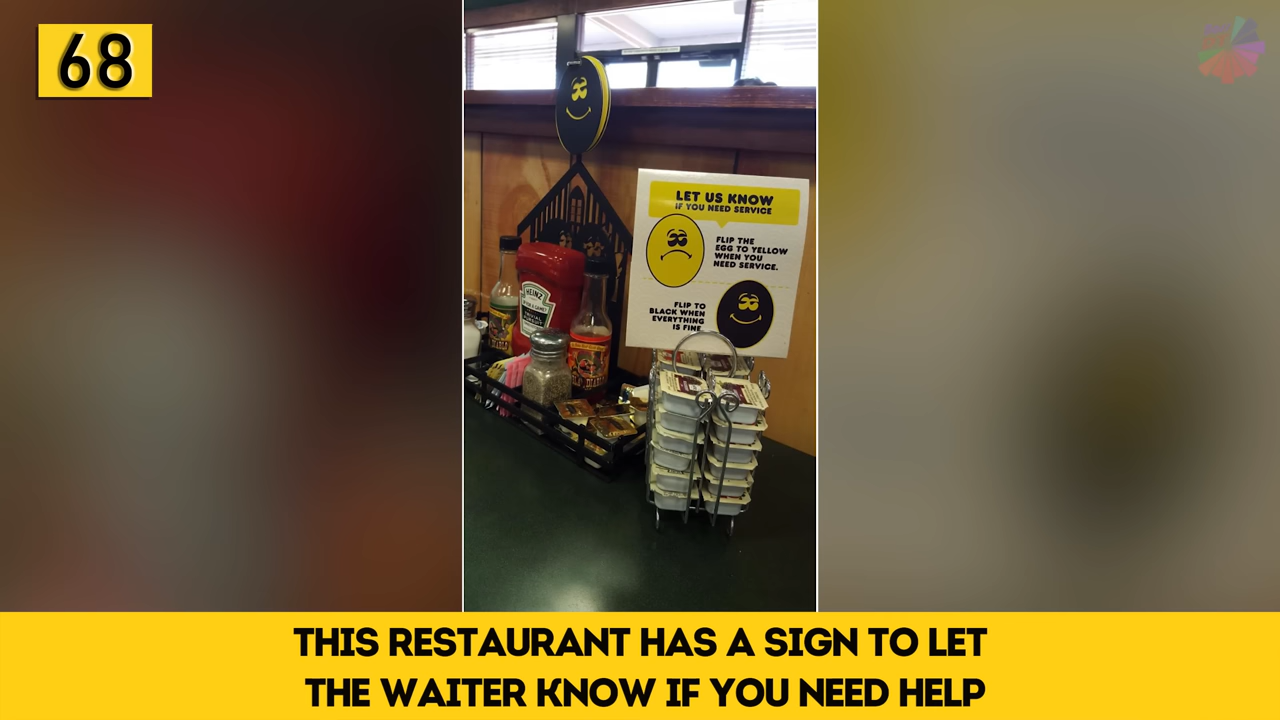 68
LET US KNOW
IF YOU NEED SERVICE
FLIP THE
EGG TO YELLOW
WHEN YOU
NEED SERVICE.
FLIP TO
BLACK WHEN
EVERYTHING
IS FINE.
HEINZ
THIS RESTAURANT HAS A SIGN TO LET
THE WAITER KNOW IF YOU NEED HELP